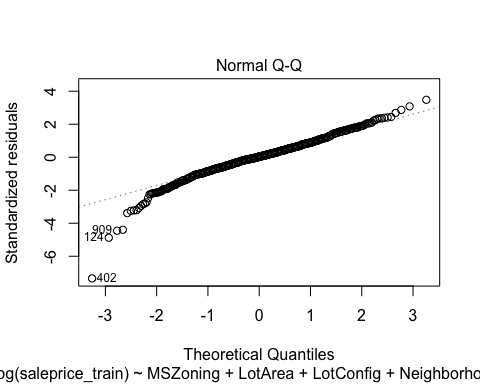 Normal Q-Q
Standardized residuals
4
2
0
-2
-4
-6
909
124
402
-3 -2 -1 0 1 2 3
Theoretical Quantiles
og(saleprice_train) ~ MSZoning + LotArea + LotConfig + Neighborho